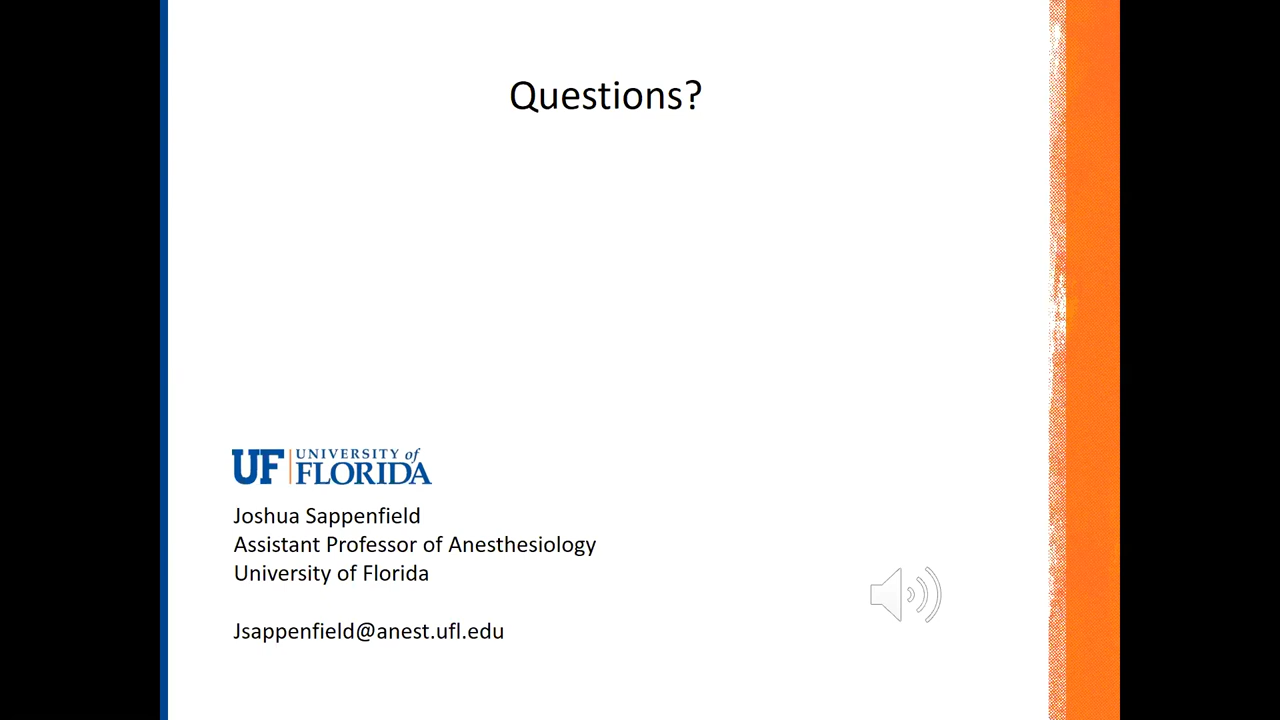 Questions?
UF UNIVERSITY of
FLORIDA
Joshua Sappenfield
Assistant Professor of Anesthesiology
University of Florida
Jsappenfield@anest.ufl.edu